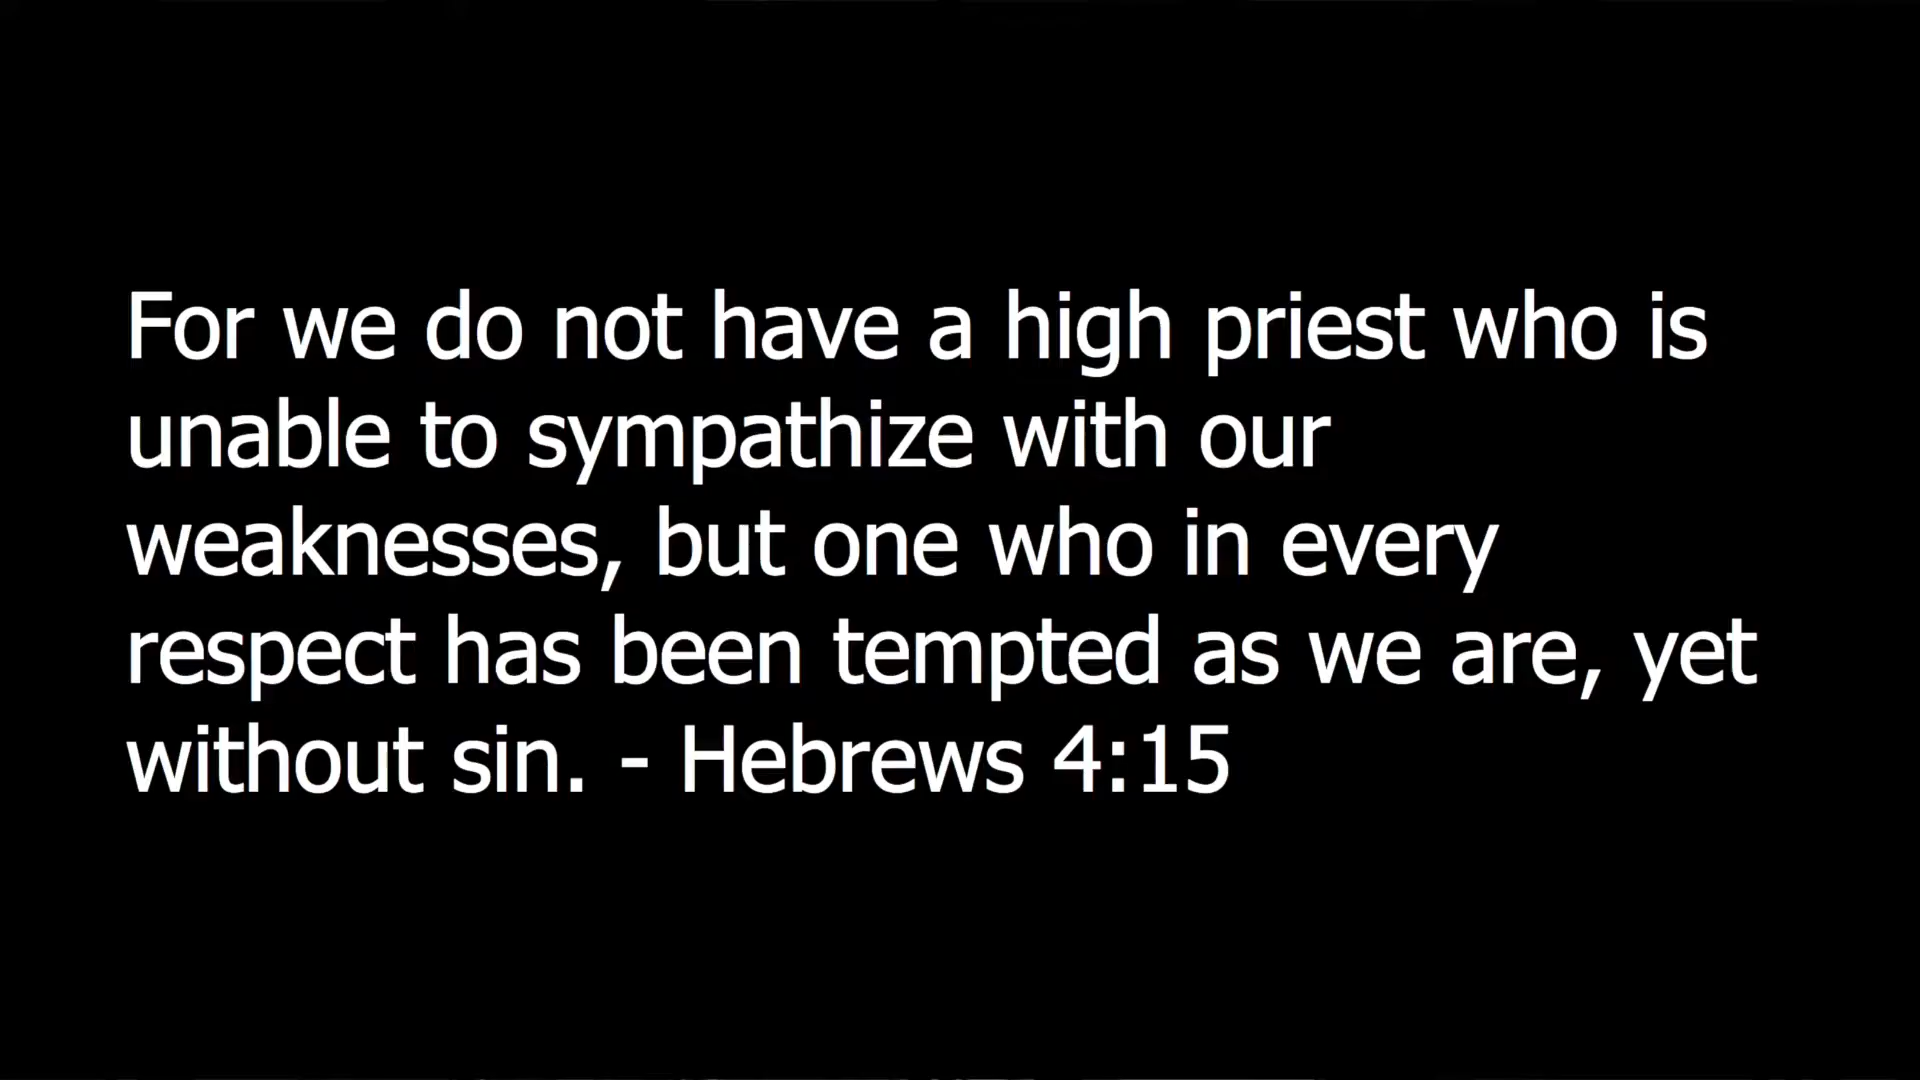 For we do not have a high priest who is
unable to sympathize with our
weaknesses, but one who in every
respect has been tempted as we are, yet
without sin. - Hebrews 4:15